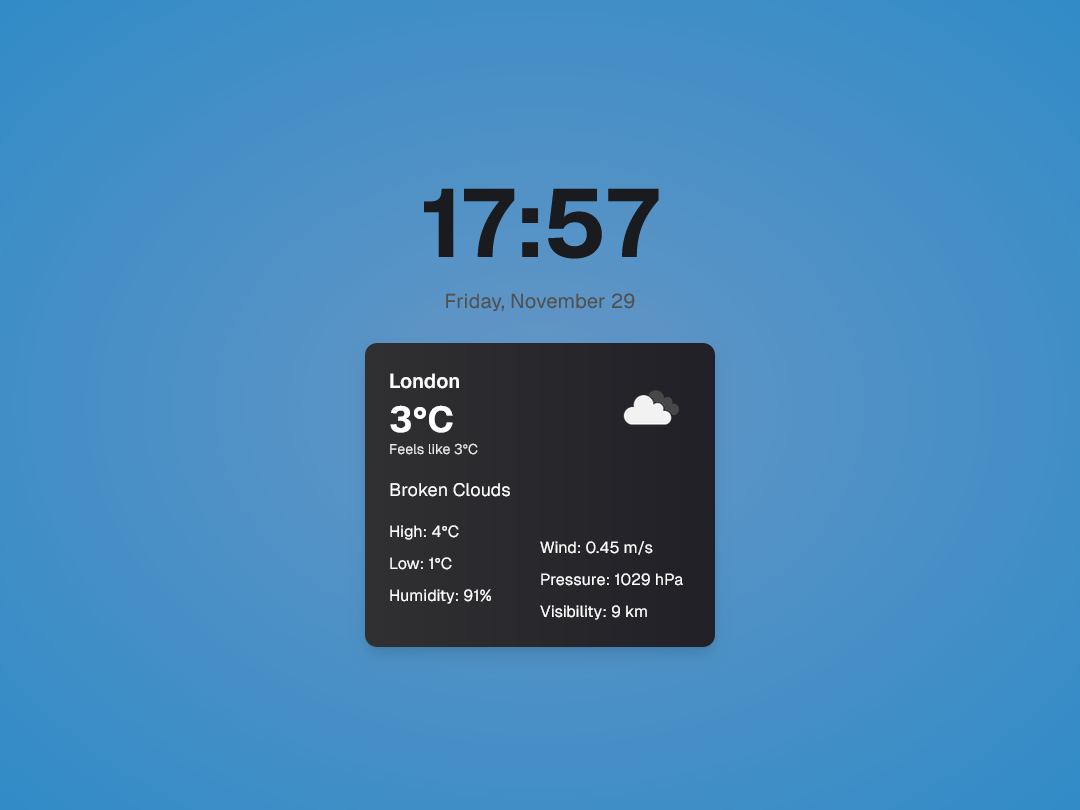 17:57
Friday, November 29
London
3°C
Feels like 3°C
Broken Clouds
High: 4°C
Low: 1°C
Humidity: 91%
Wind: 0.45 m/s
Pressure: 1029 hPa
Visibility: 9 km